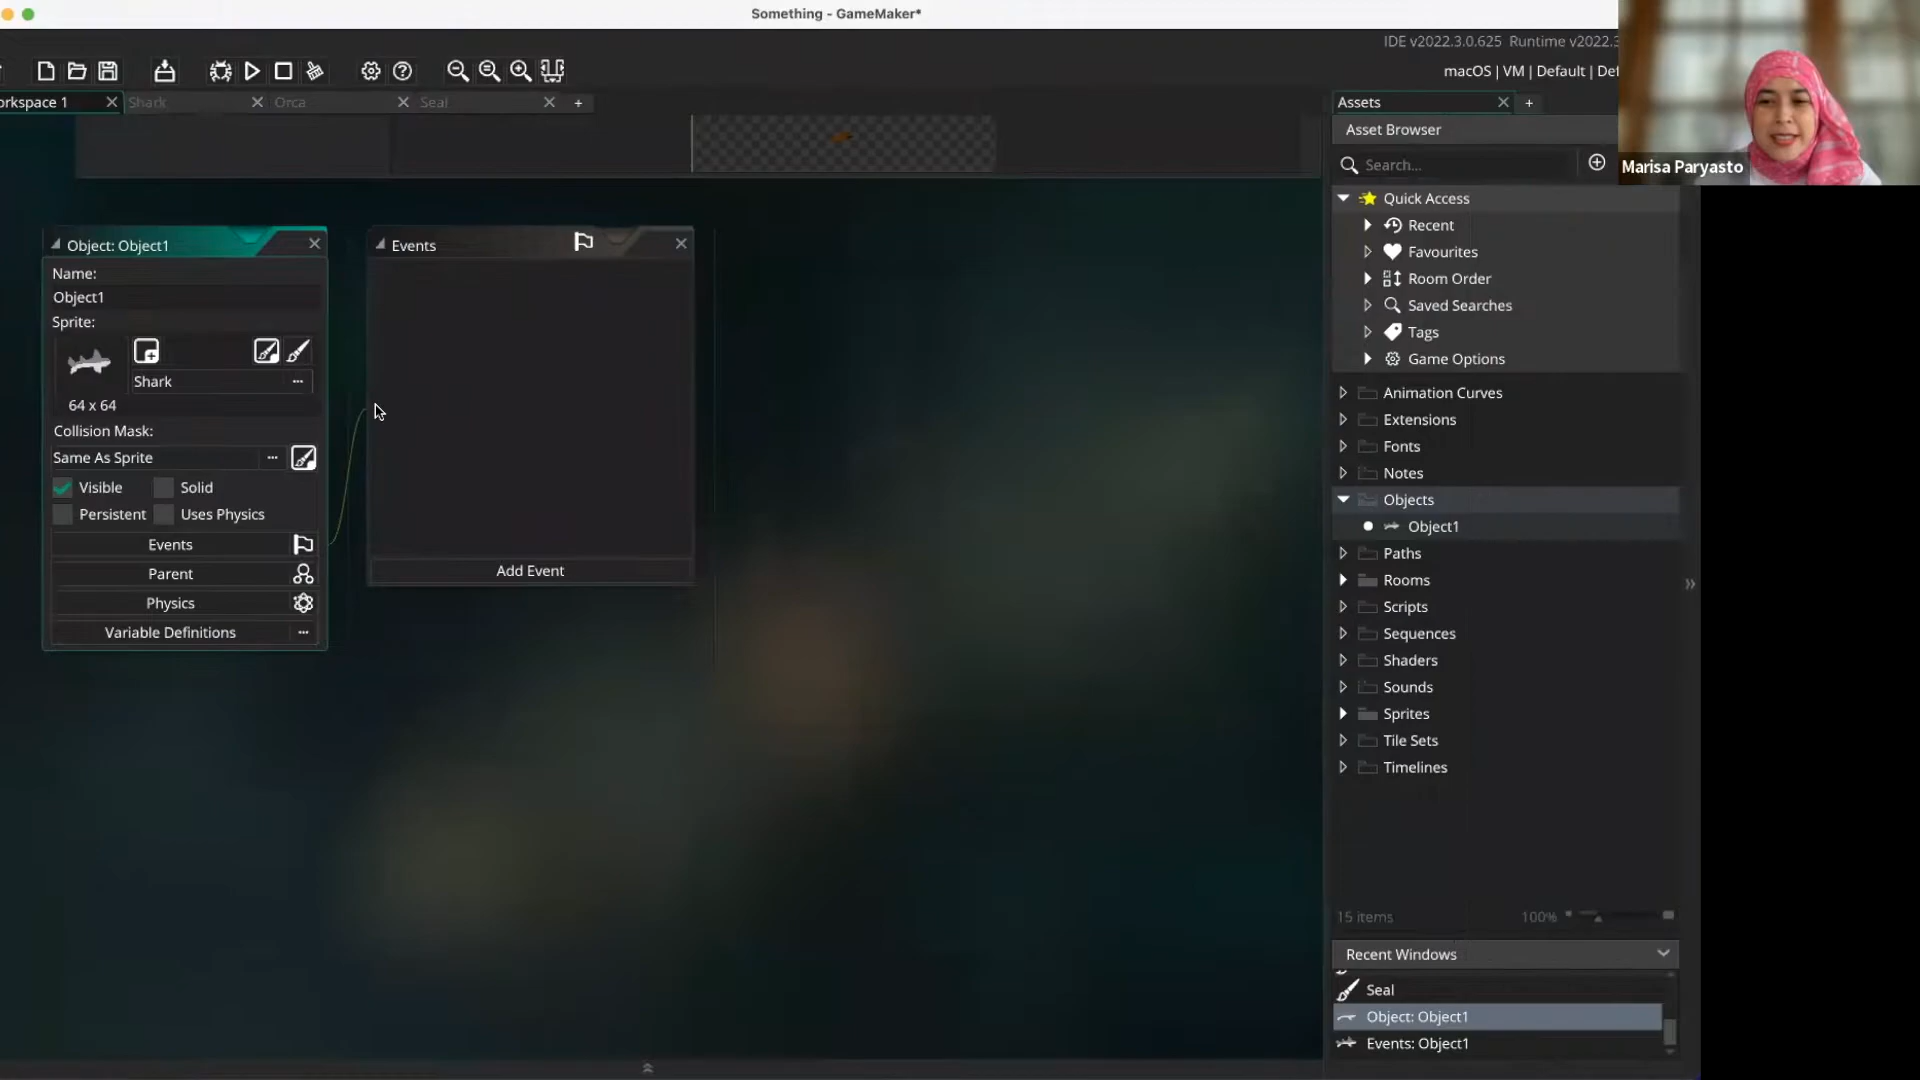 Something - GameMaker*
IDE v2022.3.0.625 Runtime v2022.3
macOS | VM | Default | Def
orkspace 1
Shark
Orca
Seal
Assets
Asset Browser
Search...
Marisa Paryasto
Quick Access
Recent
Favourites
Room Order
Saved Searches
Tags
Game Options
Object: Object1
Name:
Object1
Sprite:
Shark
64 x 64
Collision Mask:
Same As Sprite
Visible
Solid
Persistent
Uses Physics
Events
Parent
Physics
Variable Definitions
Events
Add Event
Animation Curves
Extensions
Fonts
Notes
Objects
Object1
Paths
Rooms
Scripts
Sequences
Shaders
Sounds
Sprites
Tile Sets
Timelines
15 items
100%
Recent Windows
Seal
Object: Object1
Events: Object1